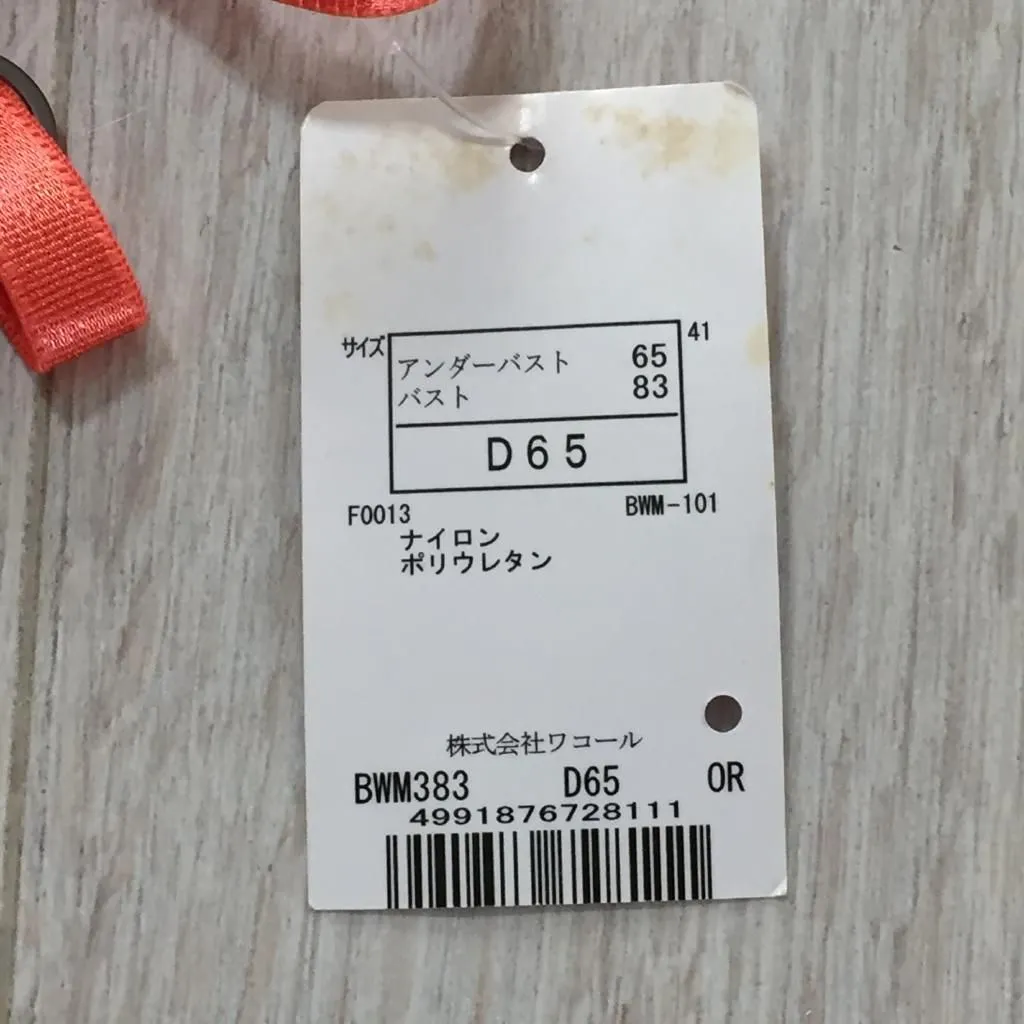 サイズ 41
アンダーバスト 65
バスト 83
D65
F0013 BWM-101
ナイロン
ポリウレタン
株式会社ワコール
BWM383 D65 OR
4991876728111